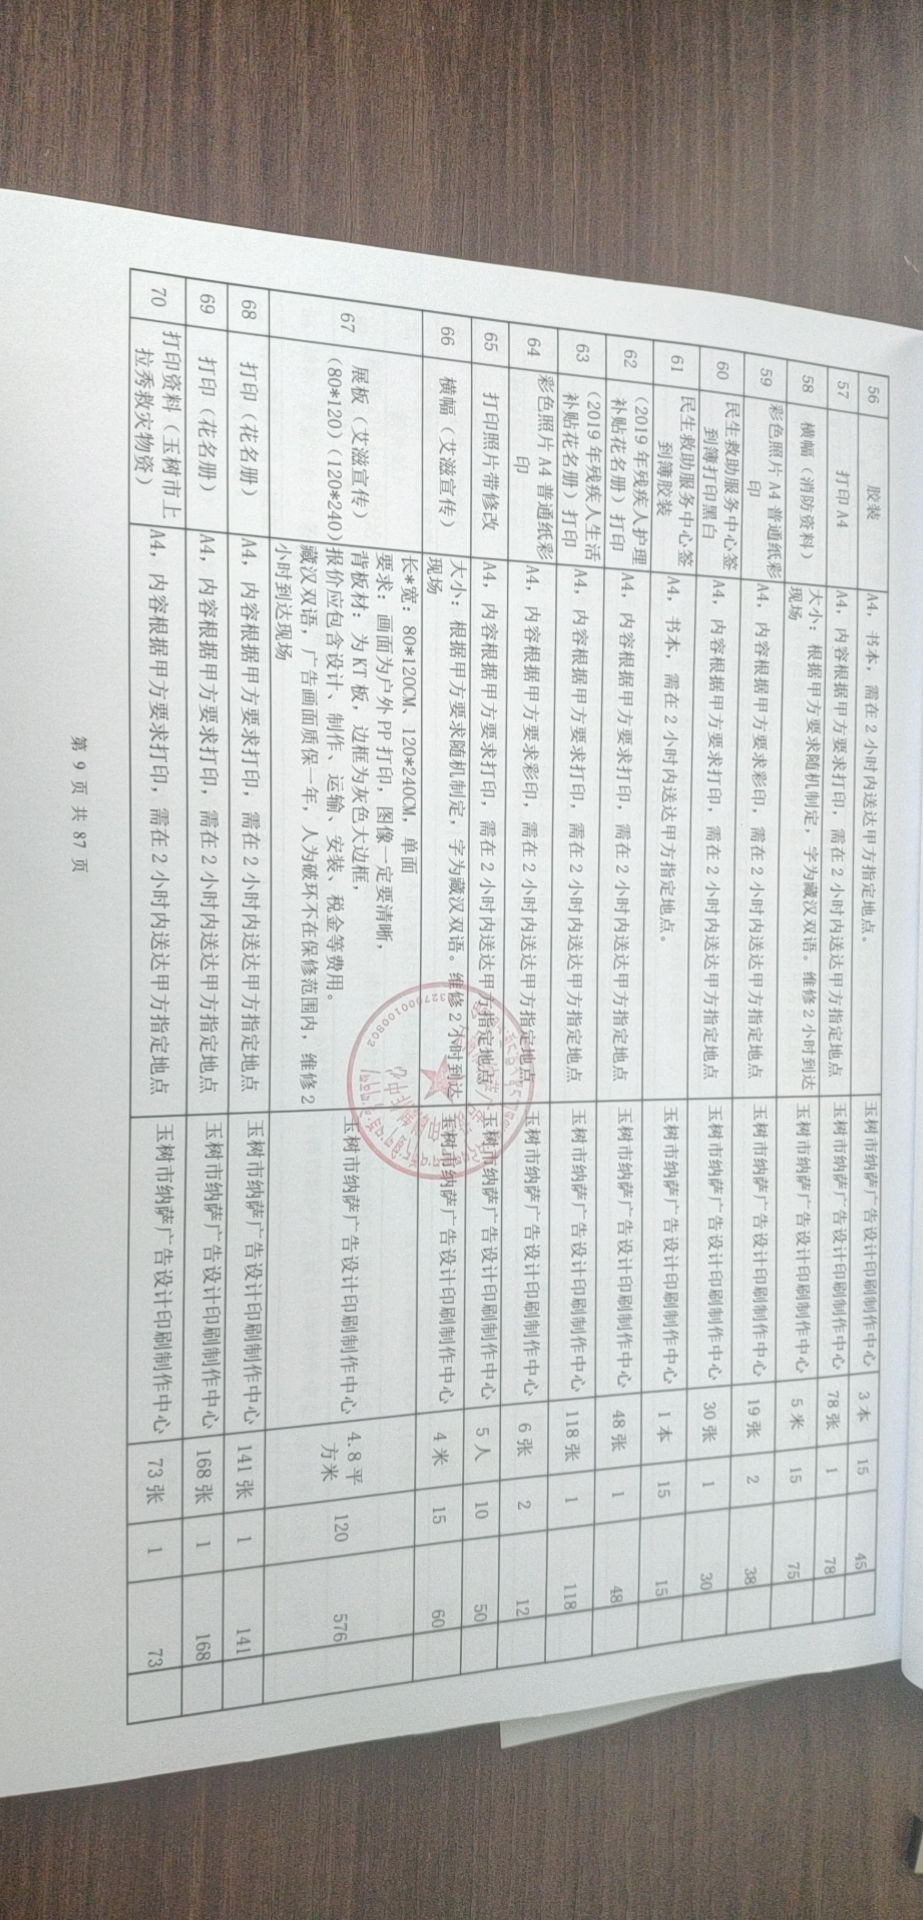 56 胶装 A4，书本，需在 2 小时内送达甲方指定地点。 玉树市纳萨广告设计印刷制作中心 3 本 15 45
57 打印 A4 A4，内容根据甲方要求打印，需在 2 小时内送达甲方指定地点 玉树市纳萨广告设计印刷制作中心 78 张 1 78
58 横幅（消防资料） 大小：根据甲方要求随机制定，字为藏汉双语。维修 2 小时到达
现场 玉树市纳萨广告设计印刷制作中心 5 米 15 75
59 彩色照片 A4 普通纸彩
印 A4，内容根据甲方要求彩印，需在 2 小时内送达甲方指定地点 玉树市纳萨广告设计印刷制作中心 19 张 2 38
60 民生救助服务中心签
到簿打印黑白 A4，内容根据甲方要求打印，需在 2 小时内送达甲方指定地点 玉树市纳萨广告设计印刷制作中心 30 张 1 30
61 民生救助服务中心签
到簿胶装 A4，书本，需在 2 小时内送达甲方指定地点。 玉树市纳萨广告设计印刷制作中心 1 本 15 15
62 （2019 年残疾人护理
补贴花名册）打印 A4，内容根据甲方要求打印，需在 2 小时内送达甲方指定地点 玉树市纳萨广告设计印刷制作中心 48 张 1 48
63 （2019 年残疾人生活
补贴花名册）打印 A4，内容根据甲方要求打印，需在 2 小时内送达甲方指定地点 玉树市纳萨广告设计印刷制作中心 118 张 1 118
64 彩色照片 A4 普通纸彩
印 A4，内容根据甲方要求彩印，需在 2 小时内送达甲方指定地点 玉树市纳萨广告设计印刷制作中心 6 张 2 12
65 打印照片带修改 A4，内容根据甲方要求打印，需在 2 小时内送达甲方指定地点 玉树市纳萨广告设计印刷制作中心 5 人 10 50
66 横幅（艾滋宣传） 大小：根据甲方要求随机制定，字为藏汉双语。维修 2 小时到达
现场 玉树市纳萨广告设计印刷制作中心 4 米 15 60
67 展板（艾滋宣传）
（80*120）（120*240） 长*宽：80*120CM、120*240CM，单面
要求：画面为户外 PP 打印，图像一定要清晰，
背板材：为 KT 板，边框为灰色大边框，
报价应包含设计、制作、运输、安装、税金等费用。
藏汉双语，广告画面质保一年，人为破环不在保修范围内，维修 2
小时到达现场 玉树市纳萨广告设计印刷制作中心 4.8 平
方米 120 576
68 打印（花名册） A4，内容根据甲方要求打印，需在 2 小时内送达甲方指定地点 玉树市纳萨广告设计印刷制作中心 141 张 1 141
69 打印（花名册） A4，内容根据甲方要求打印，需在 2 小时内送达甲方指定地点 玉树市纳萨广告设计印刷制作中心 168 张 1 168
70 打印资料（玉树市上
拉秀救灾物资） A4，内容根据甲方要求打印，需在 2 小时内送达甲方指定地点 玉树市纳萨广告设计印刷制作中心 73 张 1 73
第 9 页 共 87 页